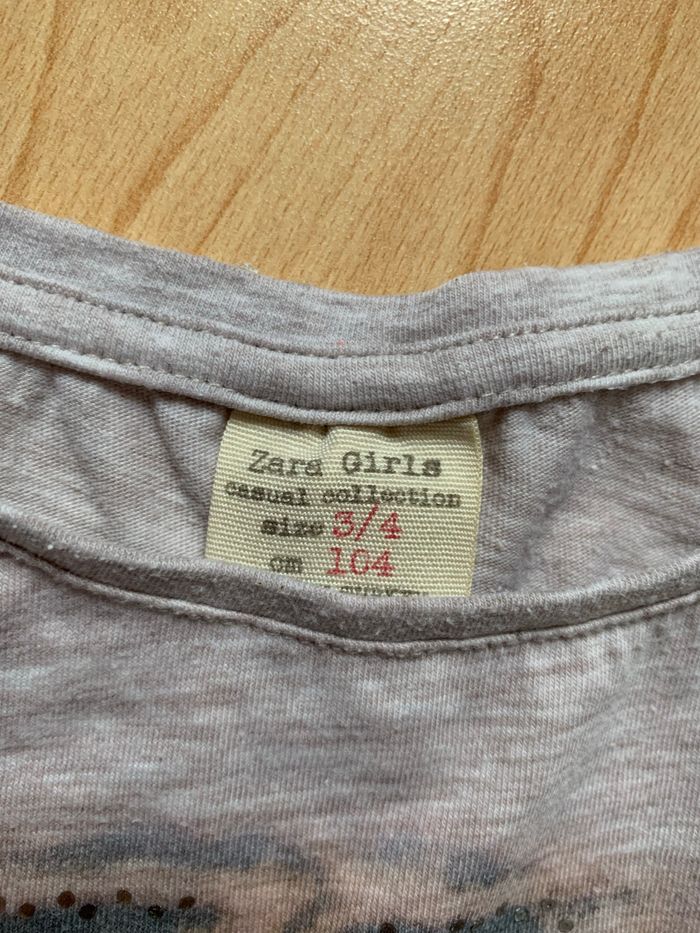 Zara Girls
casual collection
size 3/4
cm 104